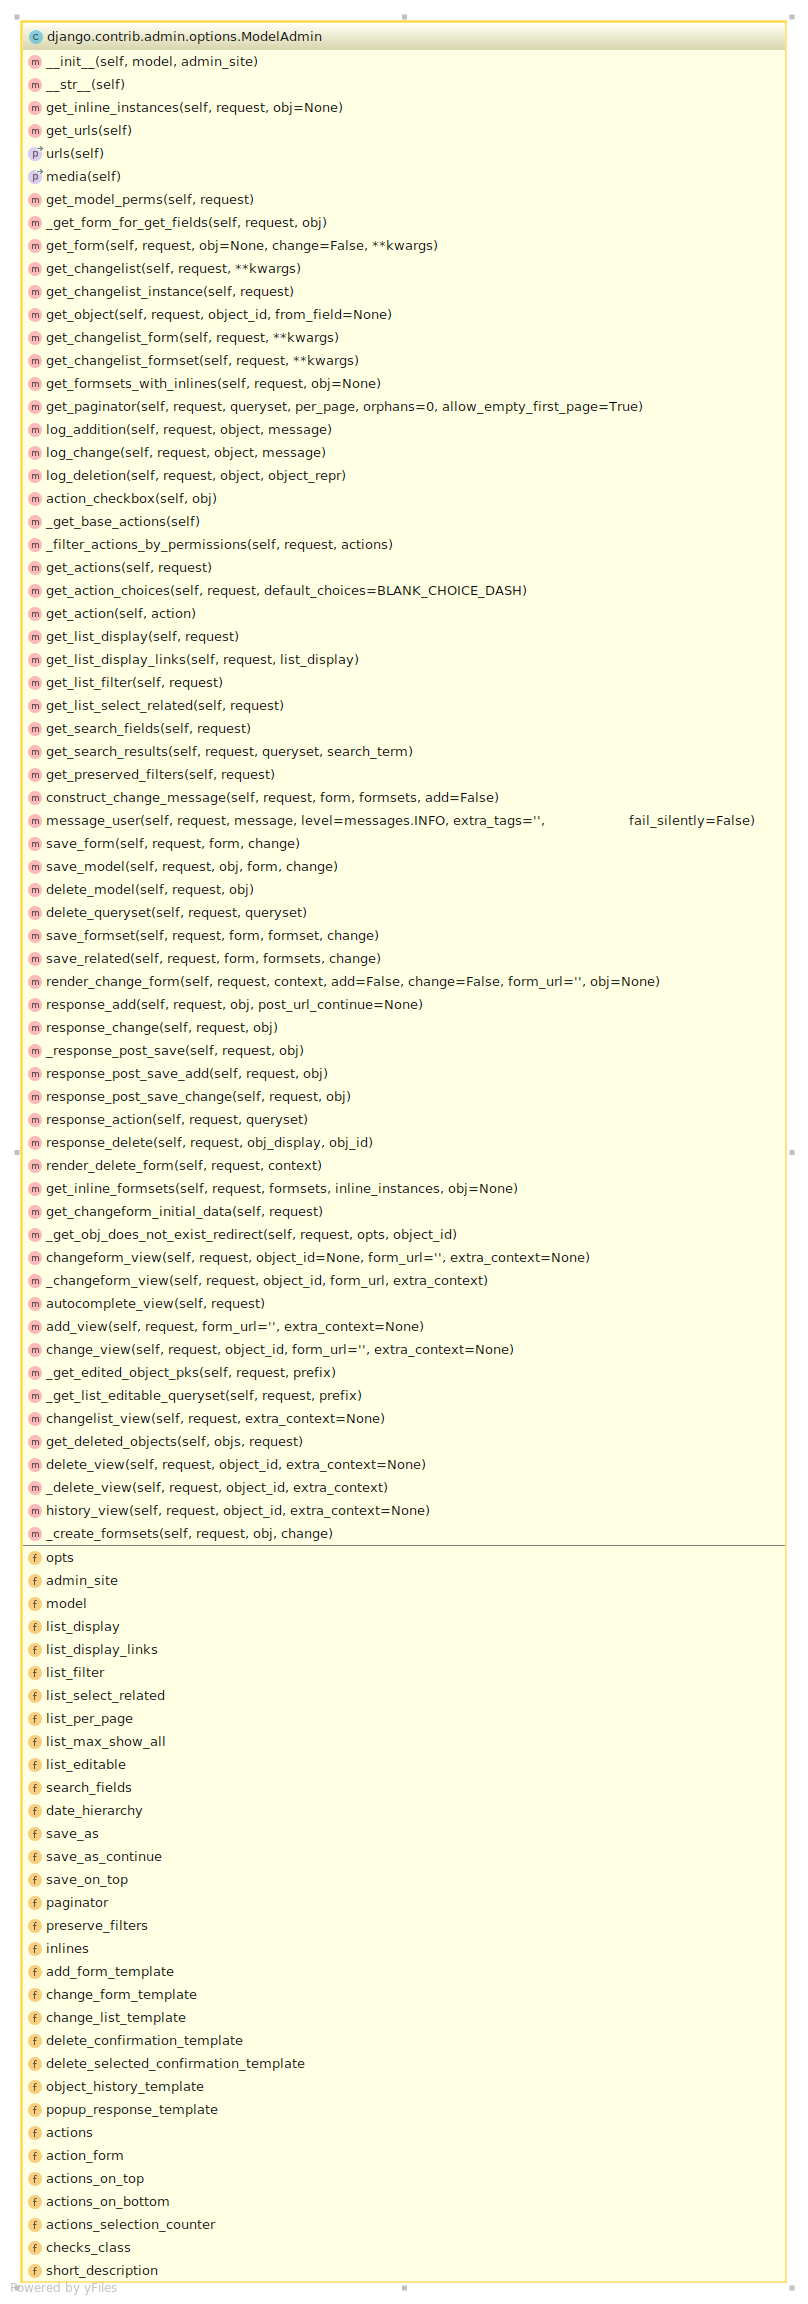 C django.contrib.admin.options.ModelAdmin
m __init__(self, model, admin_site)
m __str__(self)
m get_inline_instances(self, request, obj=None)
m get_urls(self)
p urls(self)
p media(self)
m get_model_perms(self, request)
m _get_form_for_get_fields(self, request, obj)
m get_form(self, request, obj=None, change=False, **kwargs)
m get_changelist(self, request, **kwargs)
m get_changelist_instance(self, request)
m get_object(self, request, object_id, from_field=None)
m get_changelist_form(self, request, **kwargs)
m get_changelist_formset(self, request, **kwargs)
m get_formsets_with_inlines(self, request, obj=None)
m get_paginator(self, request, queryset, per_page, orphans=0, allow_empty_first_page=True)
m log_addition(self, request, object, message)
m log_change(self, request, object, message)
m log_deletion(self, request, object, object_repr)
m action_checkbox(self, obj)
m _get_base_actions(self)
m _filter_actions_by_permissions(self, request, actions)
m get_actions(self, request)
m get_action_choices(self, request, default_choices=BLANK_CHOICE_DASH)
m get_action(self, action)
m get_list_display(self, request)
m get_list_display_links(self, request, list_display)
m get_list_filter(self, request)
m get_list_select_related(self, request)
m get_search_fields(self, request)
m get_search_results(self, request, queryset, search_term)
m get_preserved_filters(self, request)
m construct_change_message(self, request, form, formsets, add=False)
m message_user(self, request, message, level=messages.INFO, extra_tags='', fail_silently=False)
m save_form(self, request, form, change)
m save_model(self, request, obj, form, change)
m delete_model(self, request, obj)
m delete_queryset(self, request, queryset)
m save_formset(self, request, form, formset, change)
m save_related(self, request, form, formsets, change)
m render_change_form(self, request, context, add=False, change=False, form_url='', obj=None)
m response_add(self, request, obj, post_url_continue=None)
m response_change(self, request, obj)
m _response_post_save(self, request, obj)
m response_post_save_add(self, request, obj)
m response_post_save_change(self, request, obj)
m response_action(self, request, queryset)
m response_delete(self, request, obj_display, obj_id)
m render_delete_form(self, request, context)
m get_inline_formsets(self, request, formsets, inline_instances, obj=None)
m get_changeform_initial_data(self, request)
m _get_obj_does_not_exist_redirect(self, request, opts, object_id)
m changeform_view(self, request, object_id=None, form_url='', extra_context=None)
m _changeform_view(self, request, object_id, form_url, extra_context)
m autocomplete_view(self, request)
m add_view(self, request, form_url='', extra_context=None)
m change_view(self, request, object_id, form_url='', extra_context=None)
m _get_edited_object_pks(self, request, prefix)
m _get_list_editable_queryset(self, request, prefix)
m changelist_view(self, request, extra_context=None)
m get_deleted_objects(self, objs, request)
m delete_view(self, request, object_id, extra_context=None)
m _delete_view(self, request, object_id, extra_context)
m history_view(self, request, object_id, extra_context=None)
m _create_formsets(self, request, obj, change)
f opts
f admin_site
f model
f list_display
f list_display_links
f list_filter
f list_select_related
f list_per_page
f list_max_show_all
f list_editable
f search_fields
f date_hierarchy
f save_as
f save_as_continue
f save_on_top
f paginator
f preserve_filters
f inlines
f add_form_template
f change_form_template
f change_list_template
f delete_confirmation_template
f delete_selected_confirmation_template
f object_history_template
f popup_response_template
f actions
f action_form
f actions_on_top
f actions_on_bottom
f actions_selection_counter
f checks_class
f short_description
Powered by yFiles